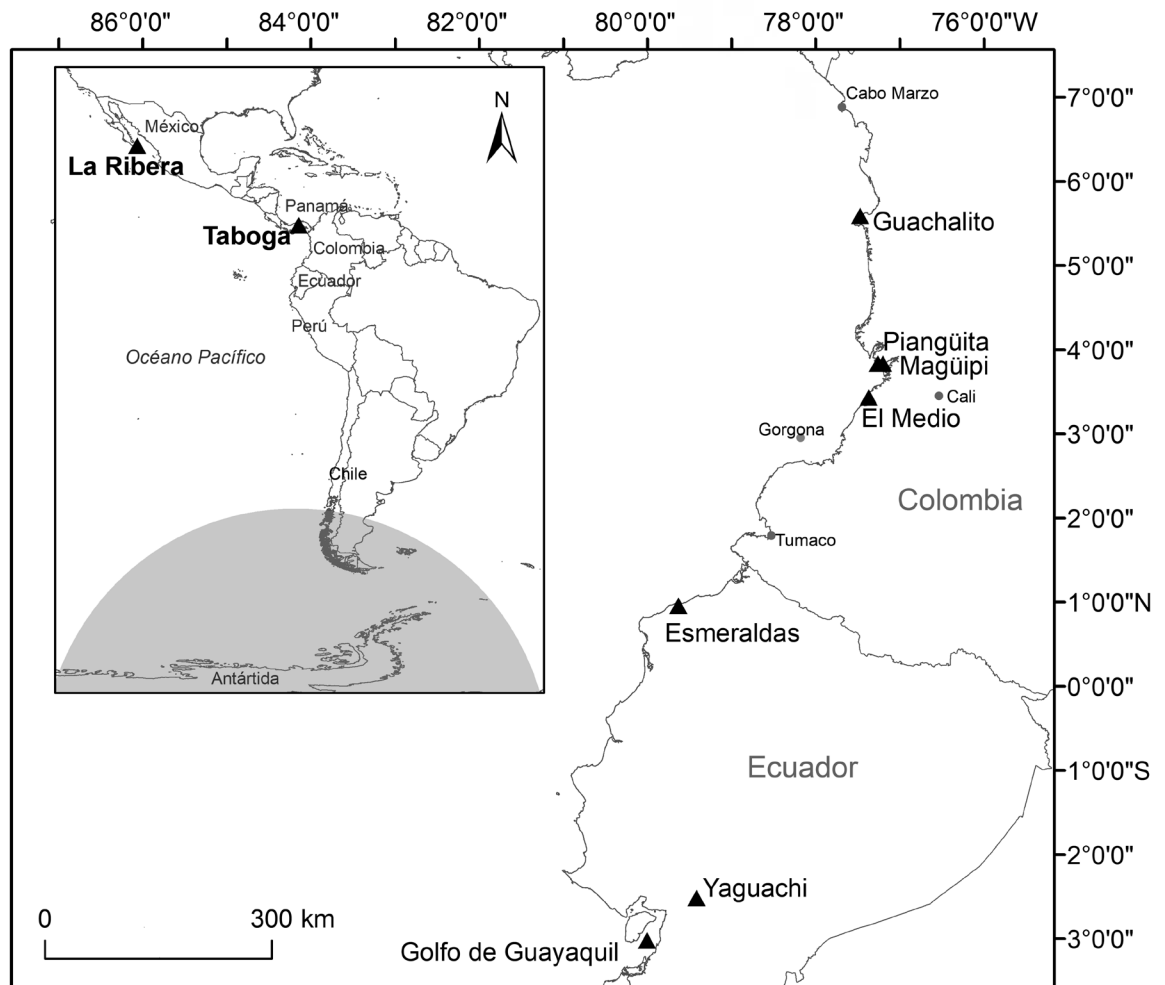 86°0'0" 84°0'0" 82°0'0" 80°0'0" 78°0'0" 76°0'0"W
N
México
La Ribera
Panamá
Taboga
Colombia
Ecuador
Perú
Océano Pacífico
Chile
Antártida
Cabo Marzo
7°0'0"
6°0'0"
Guachalito
5°0'0"
Piangüita
4°0'0"
Magüipi
Cali
El Medio
Gorgona
3°0'0"
Colombia
2°0'0"
Tumaco
1°0'0"N
Esmeraldas
0°0'0"
Ecuador
1°0'0"S
2°0'0"
Yaguachi
0 300 km
3°0'0"
Golfo de Guayaquil